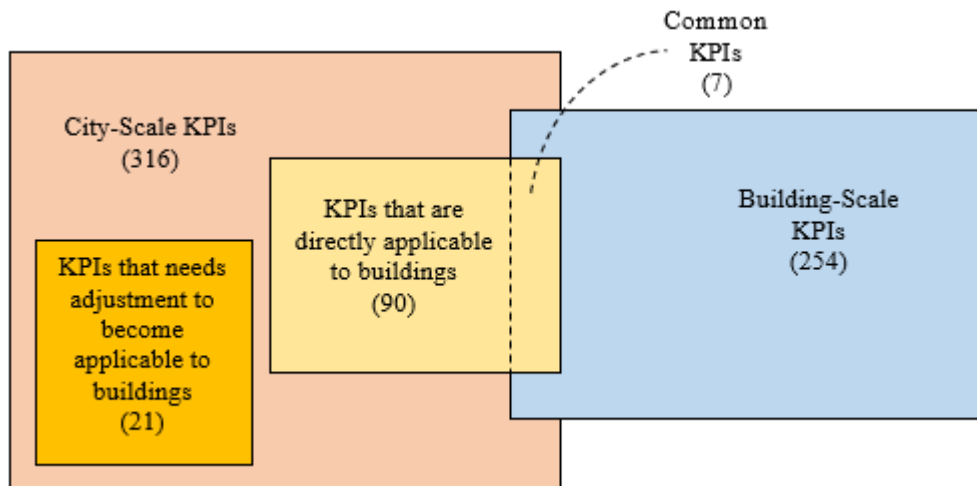 Common
KPIs
(7)
City-Scale KPIs
(316)
KPIs that are
directly applicable
to buildings
(90)
Building-Scale
KPIs
(254)
KPIs that needs
adjustment to
become
applicable to
buildings
(21)